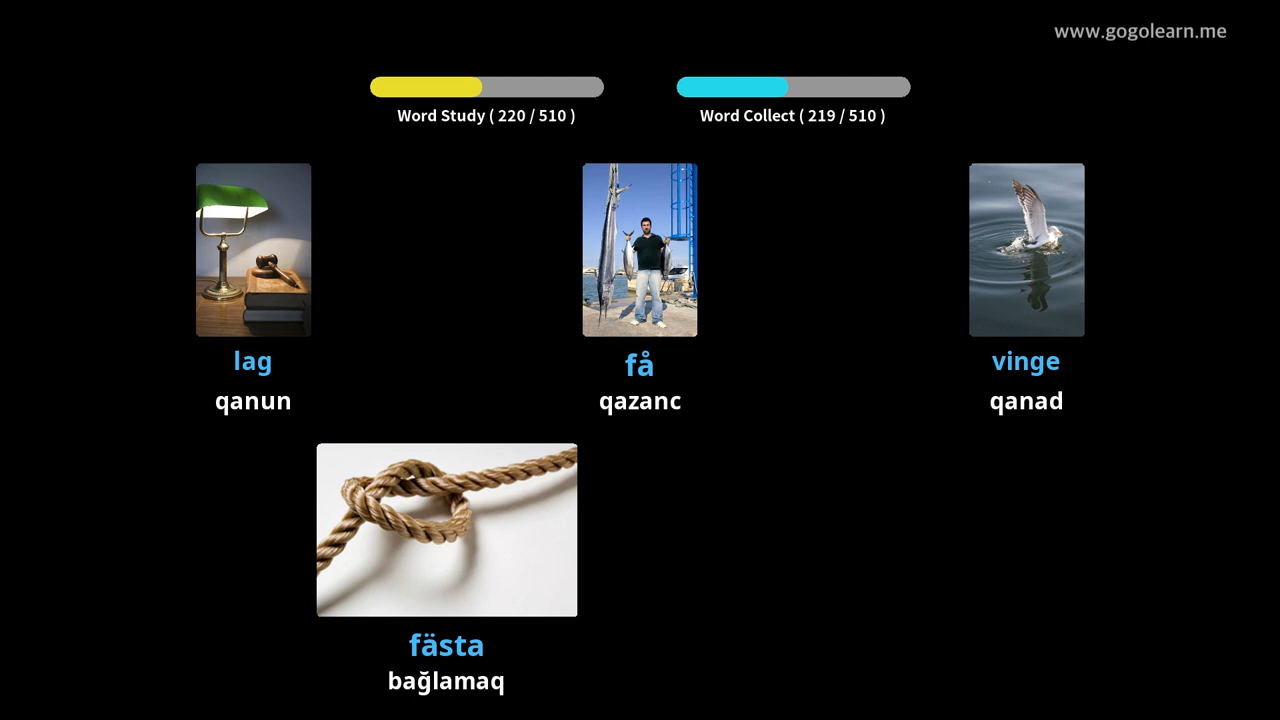 www.gogolearn.me
Word Study ( 220 / 510 )
Word Collect ( 219 / 510 )
lag
qanun
få
qazanc
vinge
qanad
fästa
bağlamaq